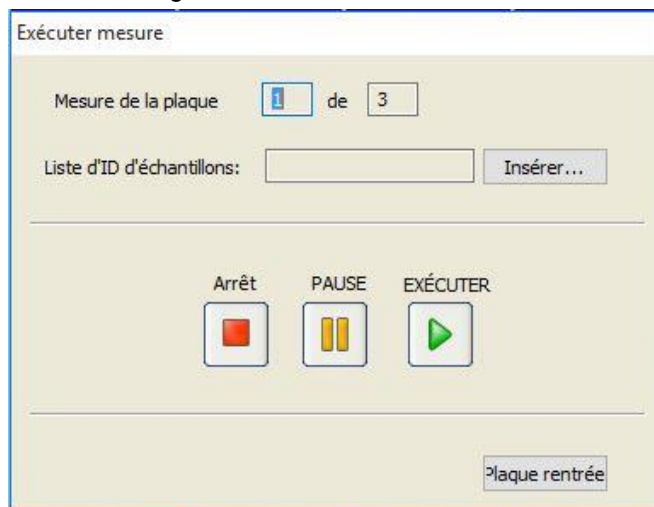 Exécuter mesure
Mesure de la plaque 1 de 3
Liste d'ID d'échantillons: Insérer...
Arrêt PAUSE EXÉCUTER
Plaque rentrée